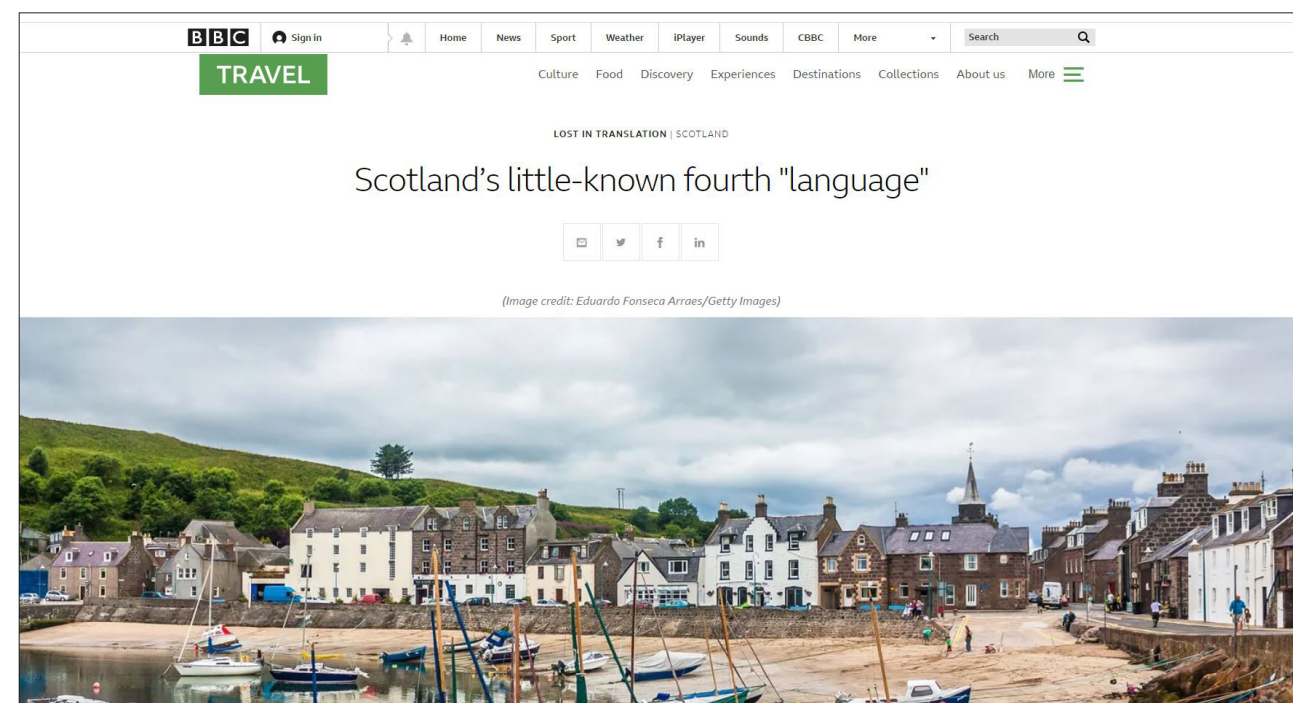 BBC Sign in Home News Sport Weather iPlayer Sounds CBBC More Search
TRAVEL Culture Food Discovery Experiences Destinations Collections About us More
LOST IN TRANSLATION | SCOTLAND
Scotland’s little-known fourth "language"
f in
(Image credit: Eduardo Fonseca Arraes/Getty Images)